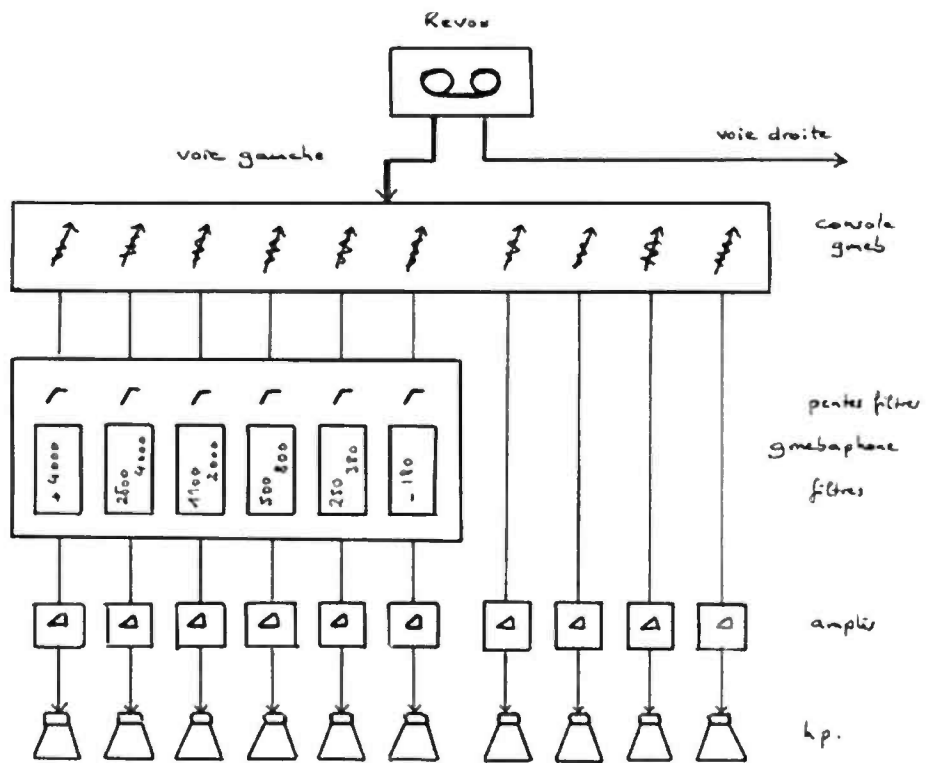 Revox
voie droite
voie gauche
console
gmeb
pentes filtres
gmebaphone
filtres
+4000
2500
4000
1100
2000
500
800
250
380
-180
amplis
h.p.